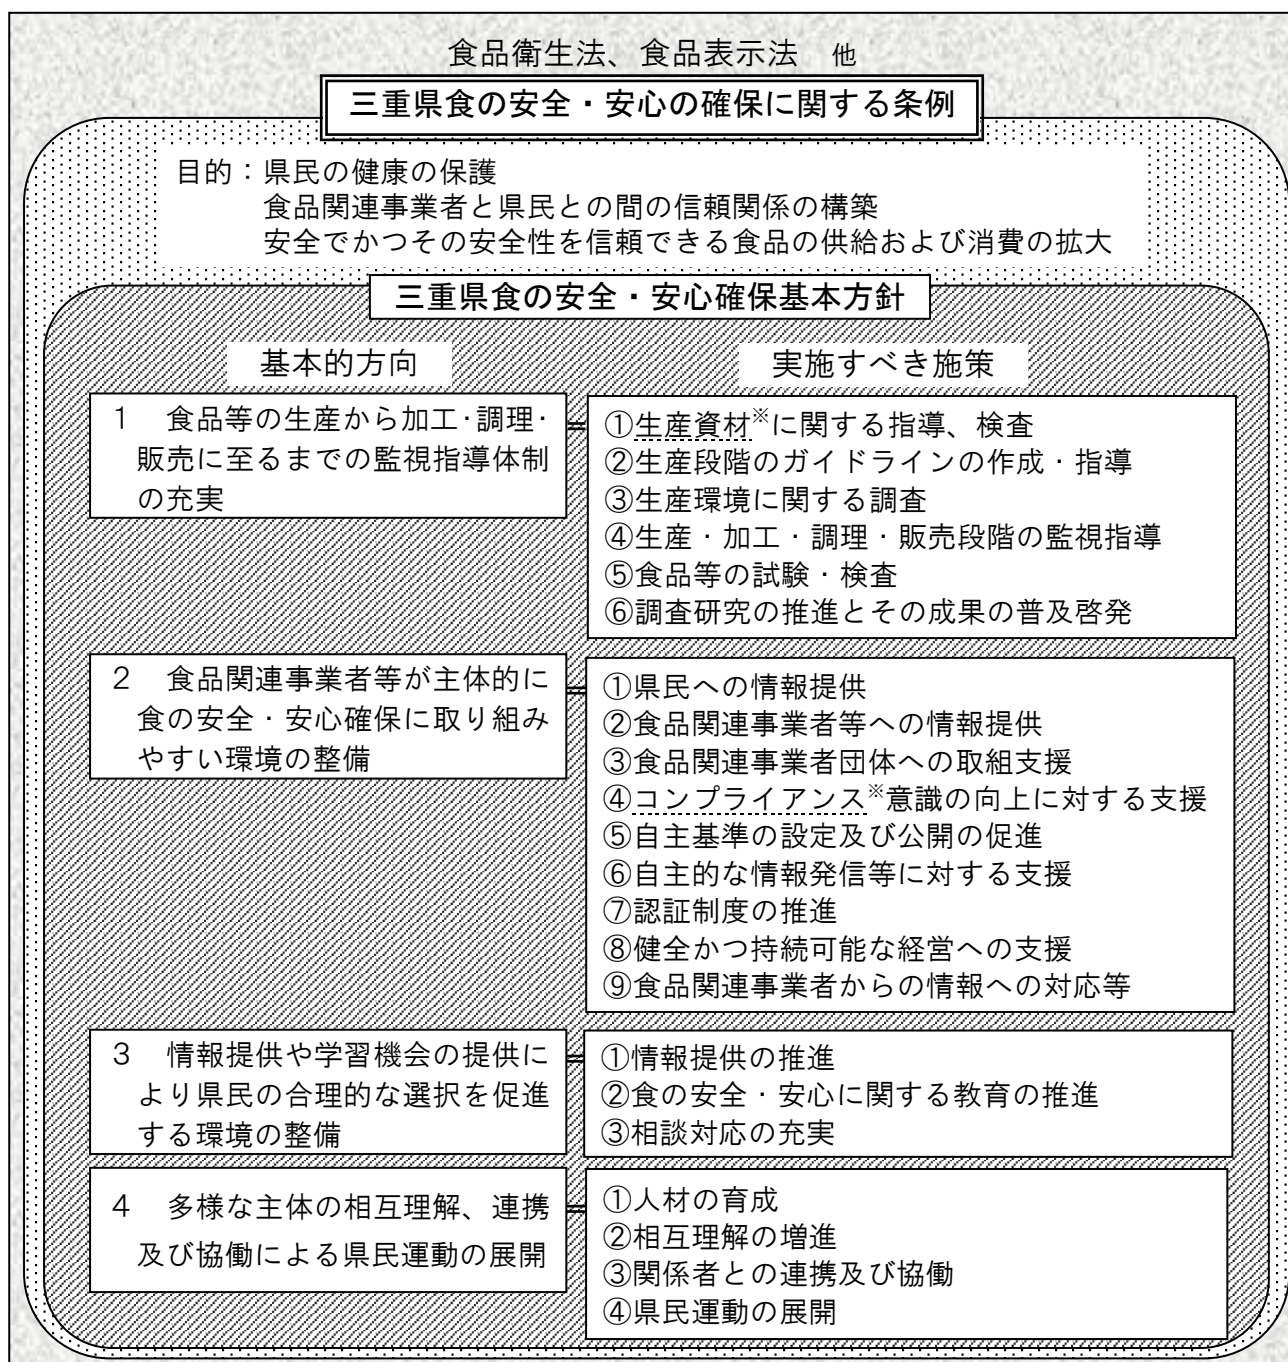 食品衛生法、食品表示法　他
三重県食の安全・安心の確保に関する条例
目的：県民の健康の保護
食品関連事業者と県民との間の信頼関係の構築
安全でかつその安全性を信頼できる食品の供給および消費の拡大
三重県食の安全・安心確保基本方針
基本的方向
実施すべき施策
１　食品等の生産から加工・調理・
販売に至るまでの監視指導体制
の充実
①生産資材※に関する指導、検査
②生産段階のガイドラインの作成・指導
③生産環境に関する調査
④生産・加工・調理・販売段階の監視指導
⑤食品等の試験・検査
⑥調査研究の推進とその成果の普及啓発
２　食品関連事業者等が主体的に
食の安全・安心確保に取り組み
やすい環境の整備
①県民への情報提供
②食品関連事業者等への情報提供
③食品関連事業者団体への取組支援
④コンプライアンス※意識の向上に対する支援
⑤自主基準の設定及び公開の促進
⑥自主的な情報発信等に対する支援
⑦認証制度の推進
⑧健全かつ持続可能な経営への支援
⑨食品関連事業者からの情報への対応等
３　情報提供や学習機会の提供に
より県民の合理的な選択を促進
する環境の整備
①情報提供の推進
②食の安全・安心に関する教育の推進
③相談対応の充実
４　多様な主体の相互理解、連携
及び協働による県民運動の展開
①人材の育成
②相互理解の増進
③関係者との連携及び協働
④県民運動の展開